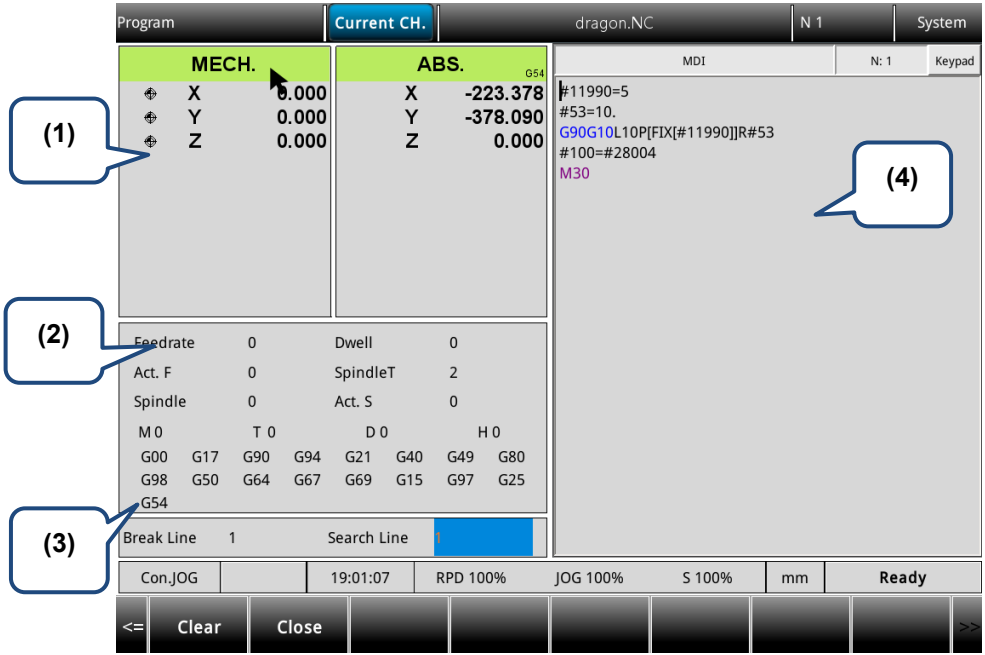 Program Current CH. dragon.NC N 1 System
MECH. ABS. G54
X 0.000 X -223.378
Y 0.000 Y -378.090
Z 0.000 Z 0.000
(1)
MDI N: 1 Keypad
#11990=5
#53=10.
G90G10L10P[FIX[#11990]]R#53
#100=#28004
M30
(4)
(2)
Feedrate 0 Dwell 0
Act. F 0 SpindleT 2
Spindle 0 Act. S 0
M 0 T 0 D 0 H 0
G00 G17 G90 G94 G21 G40 G49 G80
G98 G50 G64 G67 G69 G15 G97 G25
G54
(3)
Break Line 1 Search Line 1
Con.JOG 19:01:07 RPD 100% JOG 100% S 100% mm Ready
<= Clear Close >>